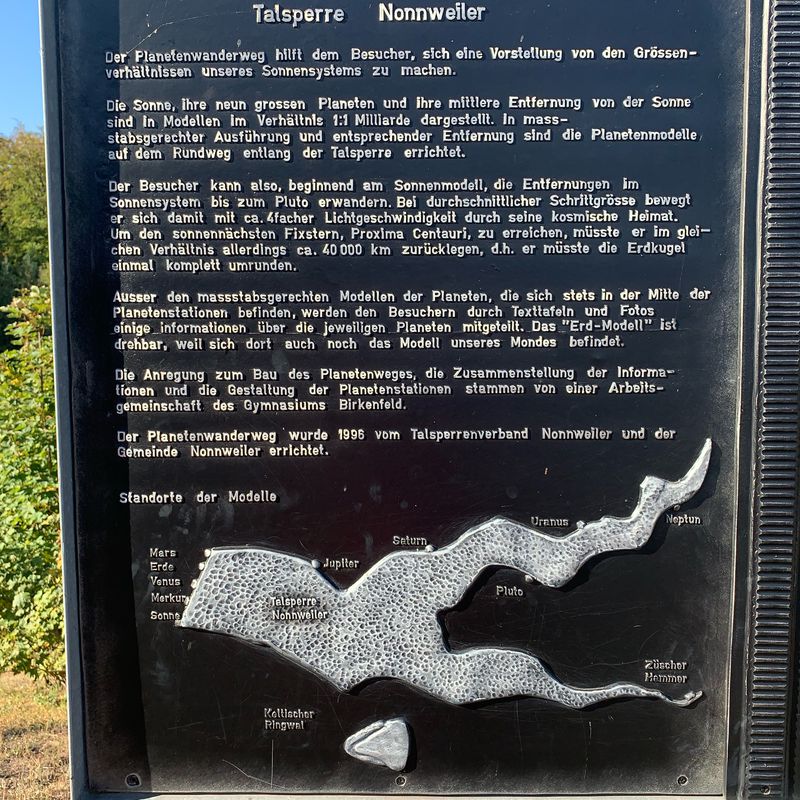 Talsperre Nonnweiler
Der Planetenwanderweg hilft dem Besucher, sich eine Vorstellung von den Grössen-
verhältnissen unseres Sonnensystems zu machen.
Die Sonne, ihre neun grossen Planeten und ihre mittlere Entfernung von der Sonne
sind in Modellen im Verhältnis 1:1 Milliarde dargestellt. In mass-
stabsgerechter Ausführung und entsprechender Entfernung sind die Planetenmodelle
auf dem Rundweg entlang der Talsperre errichtet.
Der Besucher kann also, beginnend am Sonnenmodell, die Entfernungen im
Sonnensystem bis zum Pluto erwandern. Bei durchschnittlicher Schrittgrösse bewegt
er sich damit mit ca. 4facher Lichtgeschwindigkeit durch seine kosmische Heimat.
Um den sonnennächsten Fixstern, Proxima Centauri, zu erreichen, müsste er im glei-
chen Verhältnis allerdings ca. 40 000 km zurücklegen, d.h. er müsste die Erdkugel
einmal komplett umrunden.
Ausser den massstabsgerechten Modellen der Planeten, die sich stets in der Mitte der
Planetenstationen befinden, werden den Besuchern durch Texttafeln und Fotos
einige informationen über die jeweiligen Planeten mitgeteilt. Das "Erd-Modell" ist
drehbar, weil sich dort auch noch das Modell unseres Mondes befindet.
Die Anregung zum Bau des Planetenweges, die Zusammenstellung der Informa-
tionen und die Gestaltung der Planetenstationen stammen von einer Arbeits-
gemeinschaft des Gymnasiums Birkenfeld.
Der Planetenwanderweg wurde 1996 vom Talsperrenverband Nonnweiler und der
Gemeinde Nonnweiler errichtet.
Standorte der Modelle
Mars
Erde
Venus
Merkur
Sonne
Jupiter
Saturn
Uranus
Neptun
Pluto
Talsperre
Nonnweiler
Züscher
Hammer
Keltischer
Ringwal